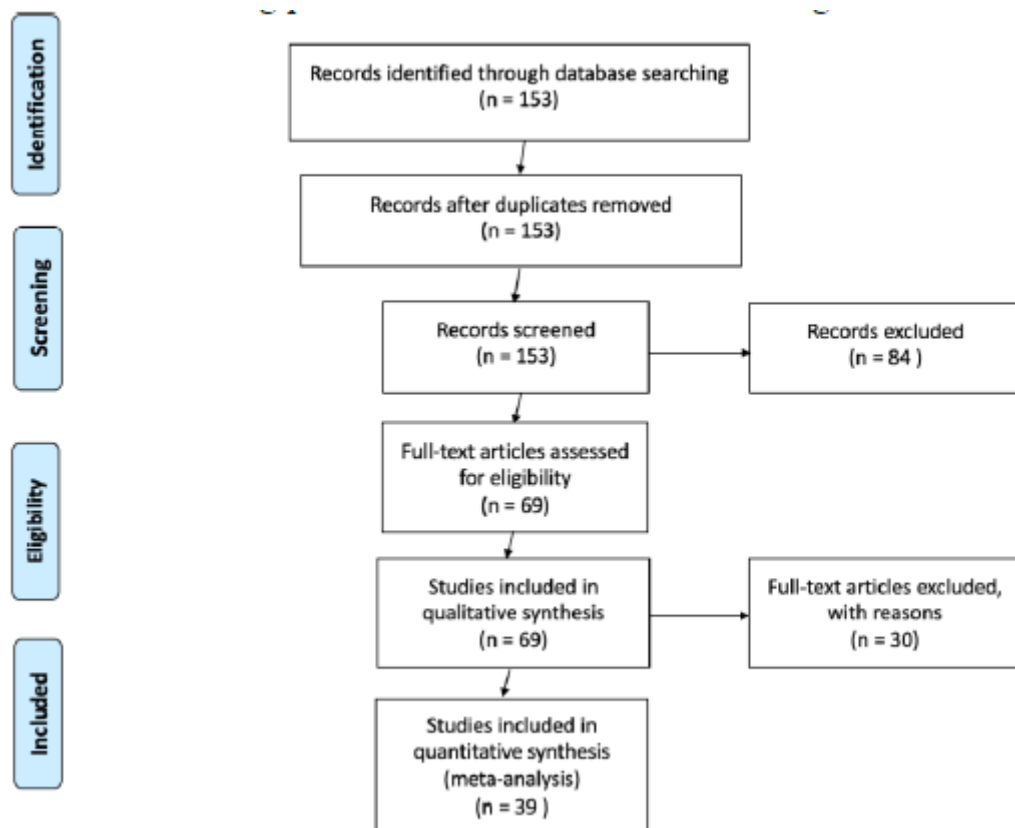 Identification
Records identified through database searching
(n = 153)
Records after duplicates removed
(n = 153)
Screening
Records screened
(n = 153)
Records excluded
(n = 84 )
Full-text articles assessed
for eligibility
(n = 69)
Eligibility
Studies included in
qualitative synthesis
(n = 69)
Full-text articles excluded,
with reasons
(n = 30)
Included
Studies included in
quantitative synthesis
(meta-analysis)
(n = 39 )